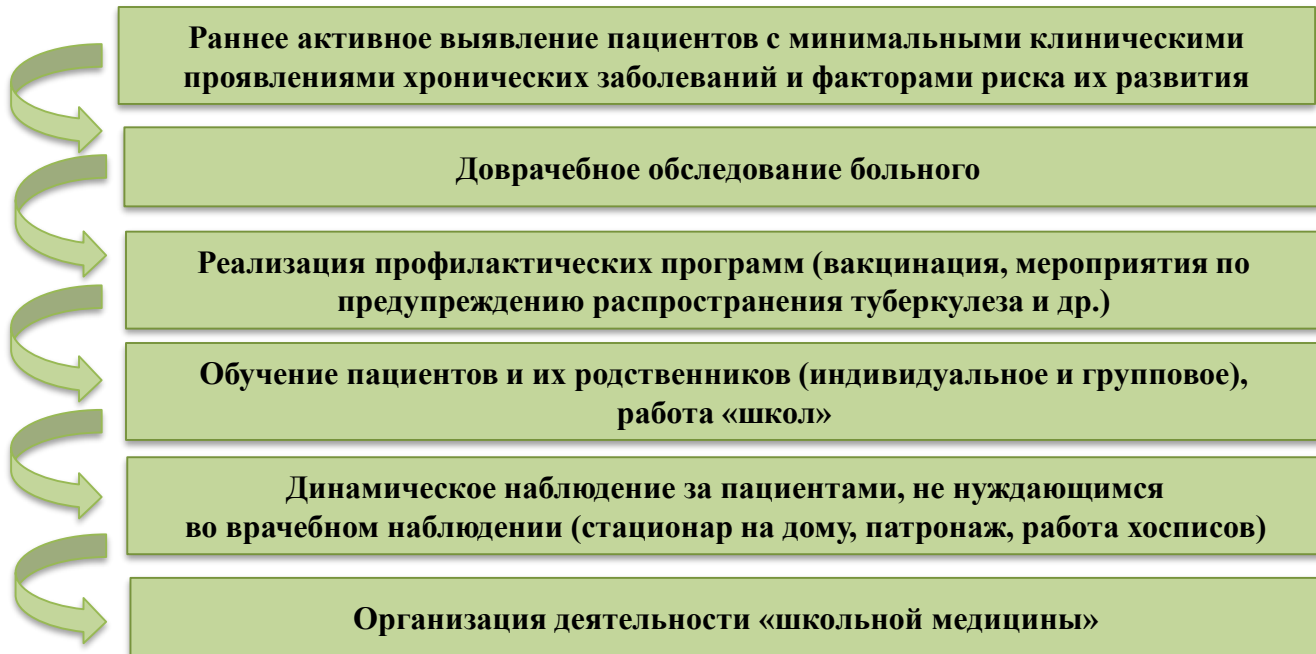 Раннее активное выявление пациентов с минимальными клиническими
проявлениями хронических заболеваний и факторами риска их развития
Доврачебное обследование больного
Реализация профилактических программ (вакцинация, мероприятия по
предупреждению распространения туберкулеза и др.)
Обучение пациентов и их родственников (индивидуальное и групповое),
работа «школ»
Динамическое наблюдение за пациентами, не нуждающимся
во врачебном наблюдении (стационар на дому, патронаж, работа хосписов)
Организация деятельности «школьной медицины»